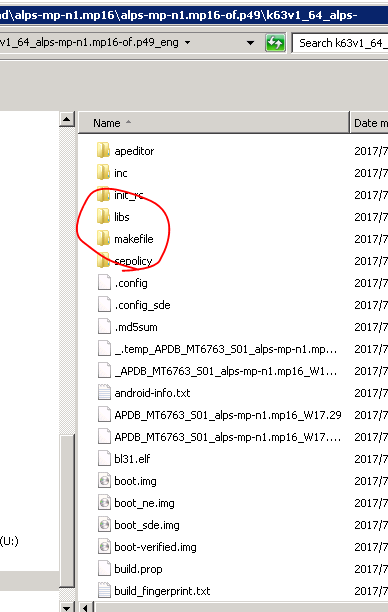 ad\alps-mp-n1.mp16\alps-mp-n1.mp16-of.p49\k63v1_64_alps-
v1_64_alps-mp-n1.mp16-of.p49_eng
Search k63v1_64_
Name
Date m
apeditor 2017/7
inc 2017/7
init_rc 2017/7
libs 2017/7
makefile 2017/7
sepolicy 2017/7
.config 2017/7
.config_sde 2017/7
.md5sum 2017/7
_.temp_APDB_MT6763_S01_alps-mp-n1.mp... 2017/7
_APDB_MT6763_S01_alps-mp-n1.mp16_W1... 2017/7
android-info.txt 2017/7
APDB_MT6763_S01_alps-mp-n1.mp16_W17.29 2017/7
APDB_MT6763_S01_alps-mp-n1.mp16_W17.... 2017/7
bl31.elf 2017/7
boot.img 2017/7
boot_ne.img 2017/7
boot_sde.img 2017/7
(U:)
boot-verified.img 2017/7
build.prop 2017/7
build_fingerprint.txt 2017/7